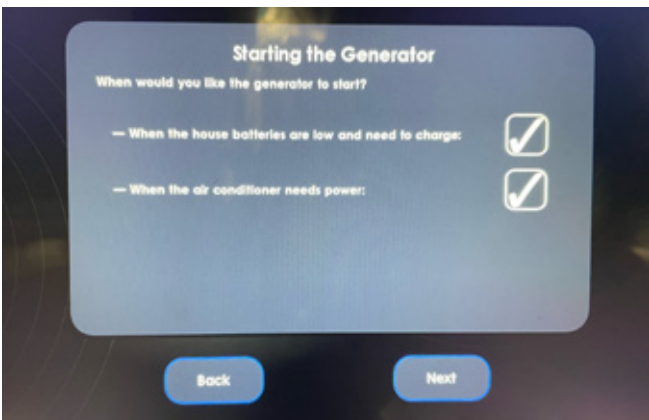 Starting the Generator
When would you like the generator to start?
— When the house batteries are low and need to charge:
— When the air conditioner needs power:
Back
Next